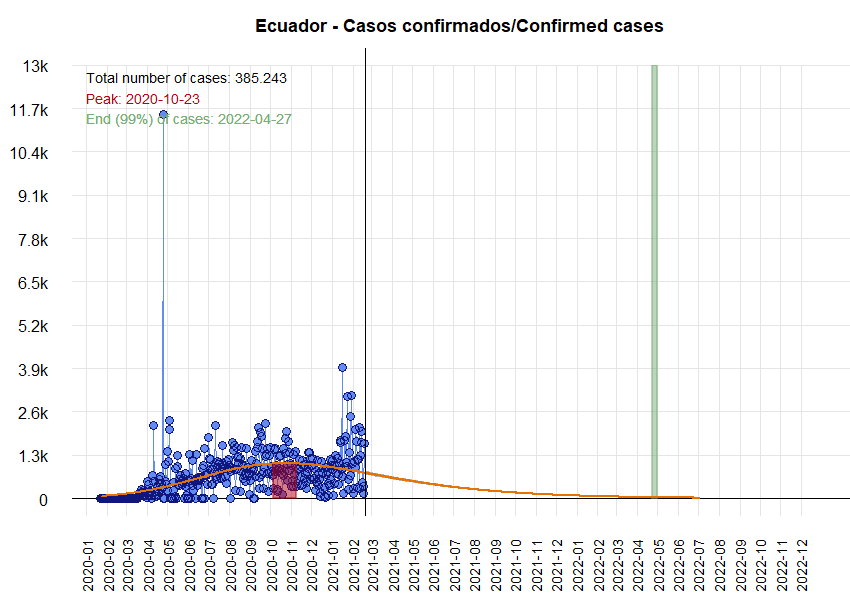 Ecuador - Casos confirmados/Confirmed cases
13k
11.7k
10.4k
9.1k
7.8k
6.5k
5.2k
3.9k
2.6k
1.3k
0
Total number of cases: 385.243
Peak: 2020-10-23
End (99%) of cases: 2022-04-27
2020-01
2020-02
2020-03
2020-04
2020-05
2020-06
2020-07
2020-08
2020-09
2020-10
2020-11
2020-12
2021-01
2021-02
2021-03
2021-04
2021-05
2021-06
2021-07
2021-08
2021-09
2021-10
2021-11
2021-12
2022-01
2022-02
2022-03
2022-04
2022-05
2022-06
2022-07
2022-08
2022-09
2022-10
2022-11
2022-12